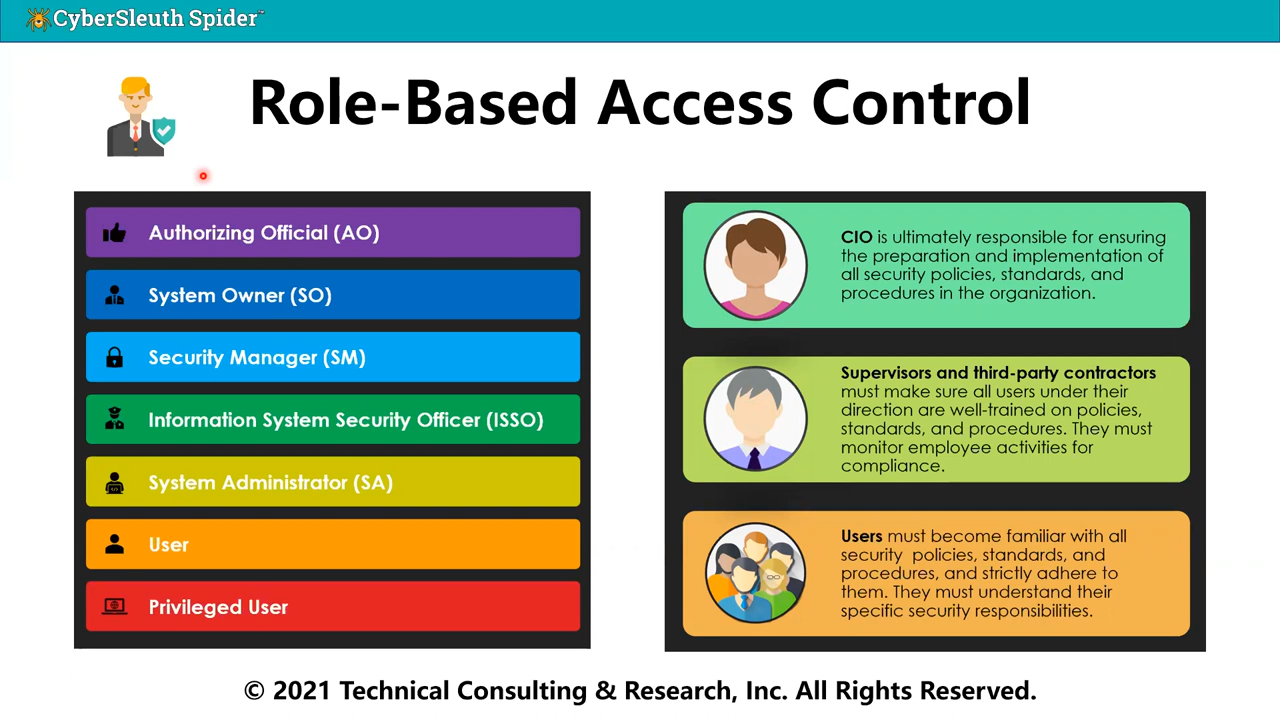 CyberSleuth Spider™
Role-Based Access Control
Authorizing Official (AO)
System Owner (SO)
Security Manager (SM)
Information System Security Officer (ISSO)
System Administrator (SA)
User
Privileged User
CIO is ultimately responsible for ensuring
the preparation and implementation of
all security policies, standards, and
procedures in the organization.
Supervisors and third-party contractors
must make sure all users under their
direction are well-trained on policies,
standards, and procedures. They must
monitor employee activities for
compliance.
Users must become familiar with all
security policies, standards, and
procedures, and strictly adhere to
them. They must understand their
specific security responsibilities.
© 2021 Technical Consulting & Research, Inc. All Rights Reserved.